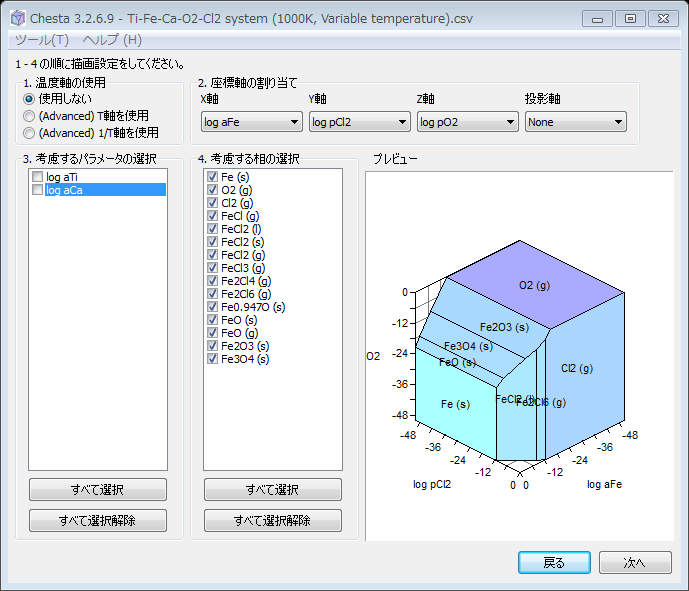 Chesta 3.2.6.9 - Ti-Fe-Ca-O2-Cl2 system (1000K, Variable temperature).csv
ツール(T) ヘルプ (H)
1 - 4 の順に描画設定をしてください。
1. 温度軸の使用
使用しない
(Advanced) T軸を使用
(Advanced) 1/T軸を使用
2. 座標軸の割り当て
X軸 Y軸 Z軸 投影軸
log aFe log pCl2 log pO2 None
3. 考慮するパラメータの選択
log aTi
log aCa
すべて選択
すべて選択解除
4. 考慮する相の選択
Fe (s)
O2 (g)
Cl2 (g)
FeCl (g)
FeCl2 (l)
FeCl2 (s)
FeCl2 (g)
FeCl3 (g)
Fe2Cl4 (g)
Fe2Cl6 (g)
Fe0.947O (s)
FeO (s)
FeO (g)
Fe2O3 (s)
Fe3O4 (s)
すべて選択
すべて選択解除
プレビュー
O2 (g)
0
Fe2O3 (s)
-12
Fe3O4 (s)
O2 -24
FeO (s)
Cl2 (g)
-36
FeCl2 (l)
Fe2Cl6 (g)
Fe (s)
-48
-48 -48
-36 -36
-24 -24
-12 -12
log pCl2 0 0 log aFe
戻る 次へ